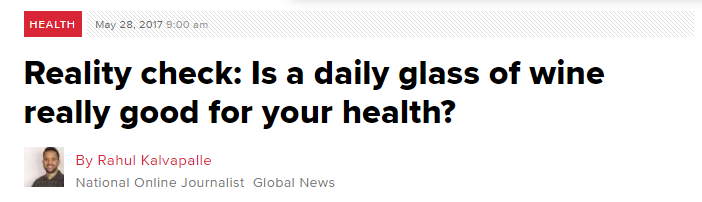 HEALTH May 28, 2017 9:00 am
Reality check: Is a daily glass of wine
really good for your health?
By Rahul Kalvapalle
National Online Journalist Global News